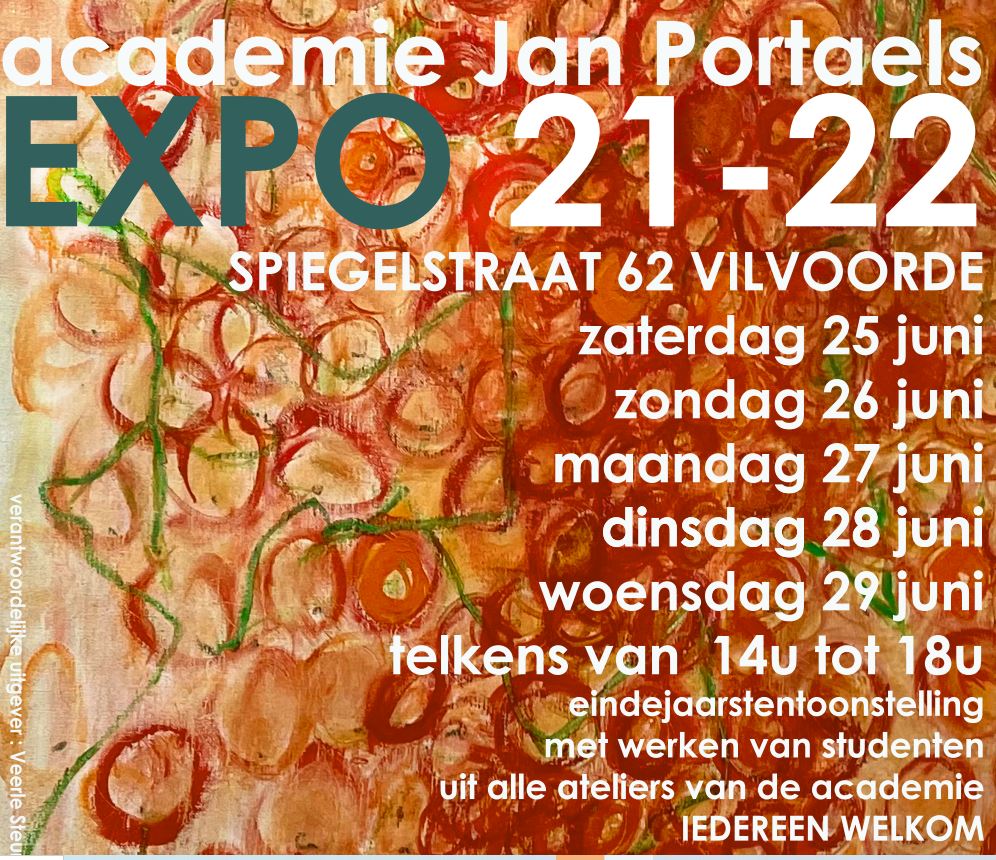 academie Jan Portaels
EXPO 21-22
SPIEGELSTRAAT 62 VILVOORDE
zaterdag 25 juni
zondag 26 juni
maandag 27 juni
dinsdag 28 juni
woensdag 29 juni
telkens van 14u tot 18u
eindejaarstentoonstelling
met werken van studenten
uit alle ateliers van de academie
IEDEREEN WELKOM
verantwoordelijke uitgever : Veerle